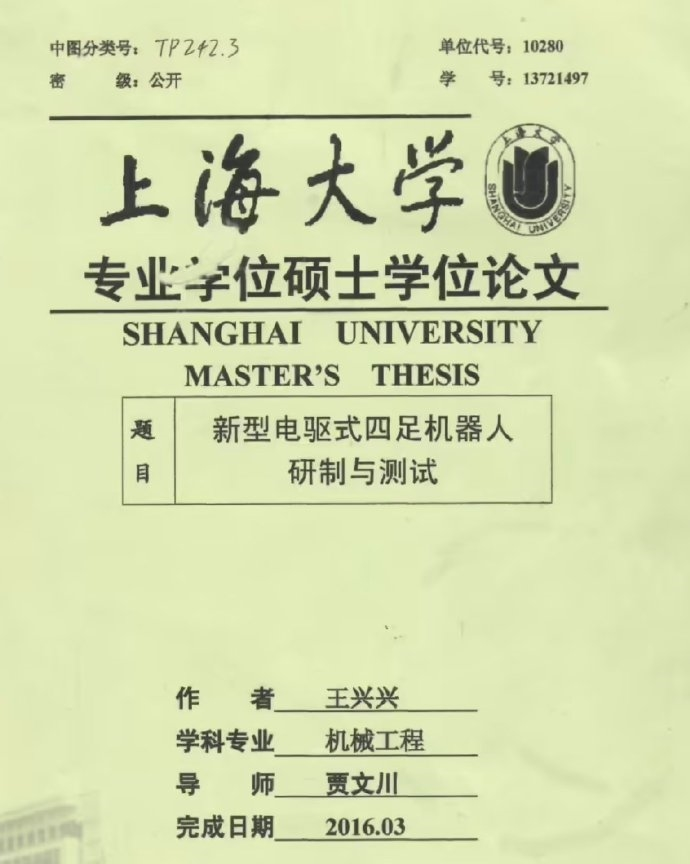 中图分类号：TP242.3 单位代号：10280
密 级：公开 学 号：13721497
上海大学
上海大学
SHANGHAI UNIVERSITY
专业学位硕士学位论文
SHANGHAI UNIVERSITY
MASTER'S THESIS
题目 新型电驱式四足机器人
研制与测试
作 者 王兴兴
学科专业 机械工程
导 师 贾文川
完成日期 2016.03